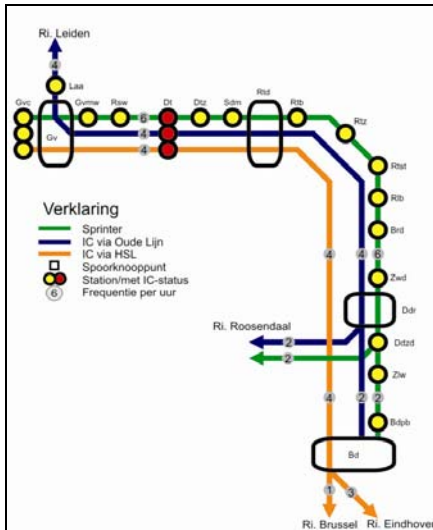 Ri. Leiden
4
Laa
Gvc
Gvmw
Rsw
Dt
Dtz
Sdm
Rtd
Rtb
6
Gv
4
4
Rtz
Rtst
Rlb
Brd
Verklaring
Sprinter
IC via Oude Lijn
IC via HSL
Spoorknooppunt
Station/met IC-status
6 Frequentie per uur
4
4
6
Zwd
Ddr
Ri. Roosendaal
2
2
Ddzd
Zlw
4
2
2
Bdpb
Bd
1
3
Ri. Brussel
Ri. Eindhoven